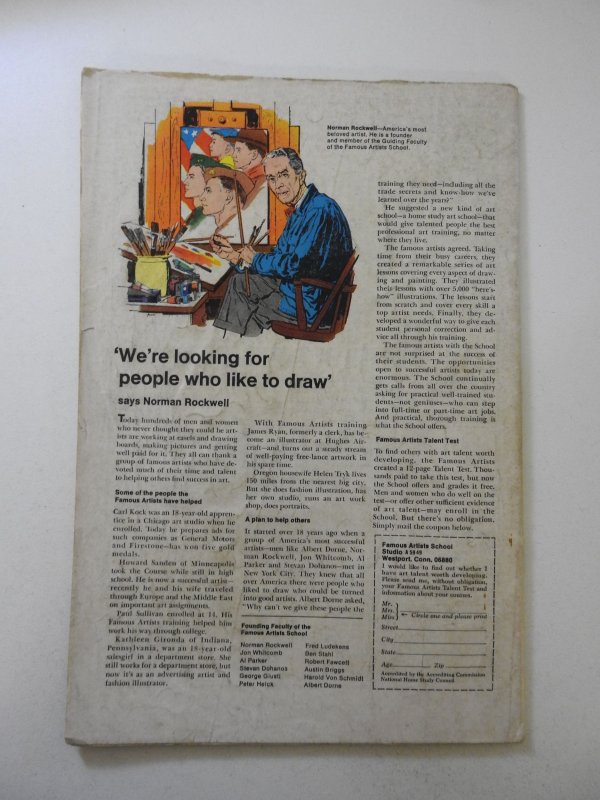 Norman Rockwell—America's most
beloved artist. He is a founder
and member of the Guiding Faculty
of the Famous Artists School.
'We're looking for
people who like to draw'
says Norman Rockwell
Today hundreds of men and women
who never thought they could be art-
ists are working at easels and drawing
boards, making pictures and getting
well paid for it. They all can thank a
group of famous artists who have de-
voted much of their time and talent
to helping others find success in art.
Some of the people the
Famous Artists have helped
Carl Kock was an 18-year-old appren-
tice in a Chicago art studio when he
enrolled. Today he prepares ads for
such companies as General Motors
and Firestone—has won five gold
medals.
Howard Sanden of Minneapolis
took the Course while still in high
school. He is now a successful artist—
recently he and his wife traveled
through Europe and the Middle East
on important art assignments.
Paul Sullivan enrolled at 14. His
Famous Artists training helped him
work his way through college.
Kathleen Gironda of Indiana,
Pennsylvania, was an 18-year-old
salesgirl in a department store. She
still works for a department store, but
now it's as an advertising artist and
fashion illustrator.
With Famous Artists training
James Ryan, formerly a clerk, has be-
come an illustrator at Hughes Air-
craft—and turns out a steady stream
of well-paying free-lance artwork in
his spare time.
Oregon housewife Helen Tryk lives
150 miles from the nearest big city.
But she does fashion illustration, has
her own studio, runs an art work
shop, does portraits.
A plan to help others
It started over 18 years ago when a
group of America's most successful
artists—men like Albert Dorne, Nor-
man Rockwell, Jon Whitcomb, Al
Parker and Stevan Dohanos—met in
New York City. They knew that all
over America there were people who
liked to draw who could be turned
into good artists. Albert Dorne asked,
"Why can't we give these people the
Founding Faculty of the
Famous Artists School
Norman Rockwell
Jon Whitcomb
Al Parker
Stevan Dohanos
George Giusti
Peter Helck
Fred Ludekens
Ben Stahl
Robert Fawcett
Austin Briggs
Harold Von Schmidt
Albert Dorne
training they need—including all the
trade secrets and know-how we've
learned over the years?"
He suggested a new kind of art
school—a home study art school—that
would give talented people the best
professional art training, no matter
where they live.
The famous artists agreed. Taking
time from their busy careers, they
created a remarkable series of art
lessons covering every aspect of draw-
ing and painting. They illustrated
their lessons with over 5,000 "here's-
how" illustrations. The lessons start
from scratch and cover every skill a
top artist needs. Finally, they de-
veloped a wonderful way to give each
student personal correction and ad-
vice all through his training.
The famous artists with the School
are not surprised at the success of
their students. The opportunities
open to successful artists today are
enormous. The School continually
gets calls from all over the country
asking for practical well-trained stu-
dents—not geniuses—who can step
into full-time or part-time art jobs.
And practical, thorough training is
what the School offers.
Famous Artists Talent Test
To find others with art talent worth
developing, the Famous Artists
created a 12-page Talent Test. Thou-
sands paid to take this test, but now
the School offers and grades it free.
Men and women who do well on the
test—or offer other sufficient evidence
of art talent—may enroll in the
School. But there's no obligation.
Simply mail the coupon below.
Famous Artists School
Studio
Westport, Conn. 06880
I would like to find out whether I
have art talent worth developing.
Please send me, without obligation,
your Famous Artists Talent Test and
information about your courses.
Mr.
Mrs.
Miss
Circle one and please print
Street
City
State
Age Zip
Accredited by the Accrediting Commission
National Home Study Council